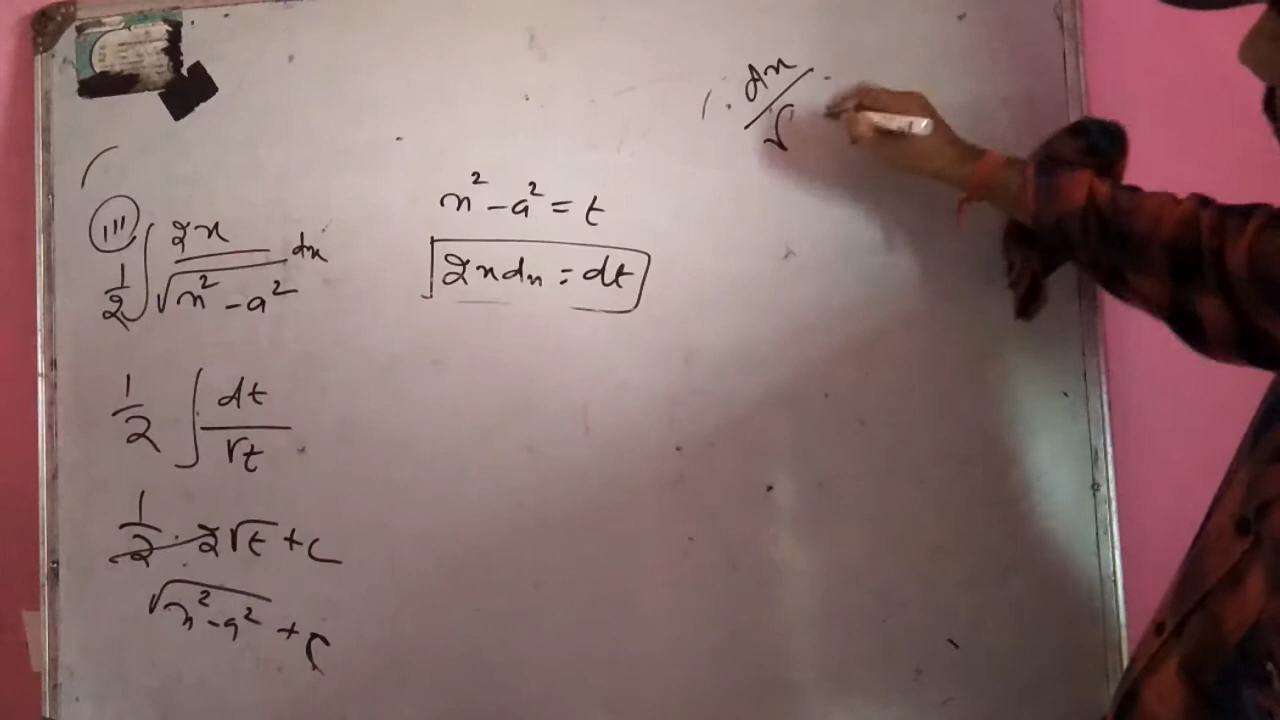 (iii) 1/2 ∫ 2x/√(x² - a²) dx
1/2 ∫ dt/√t
1/2 · 2√t + c
√(x² - a²) + c
x² - a² = t
2x dx = dt
dx/√